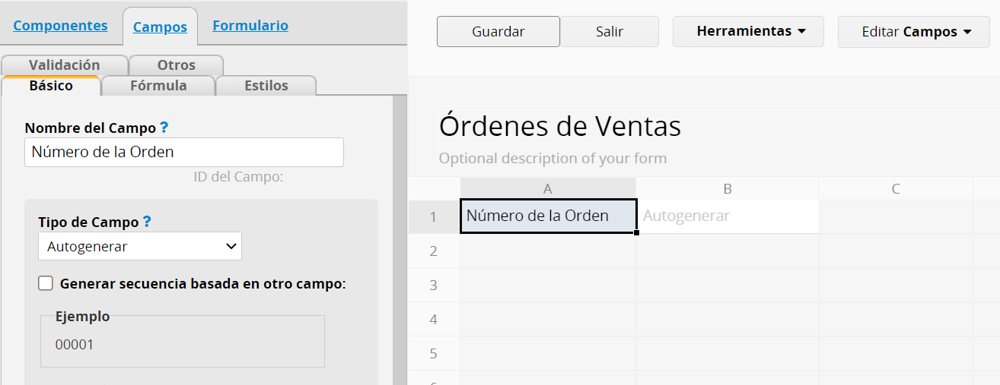 Componentes
Campos
Formulario
Validación
Otros
Básico
Fórmula
Estilos
Nombre del Campo ?
Número de la Orden
ID del Campo:
Tipo de Campo ?
Autogenerar
Generar secuencia basada en otro campo:
Ejemplo
00001
Guardar
Salir
Herramientas
Editar Campos
Órdenes de Ventas
Optional description of your form
A B C
1 Número de la Orden Autogenerar
2
3
4
5